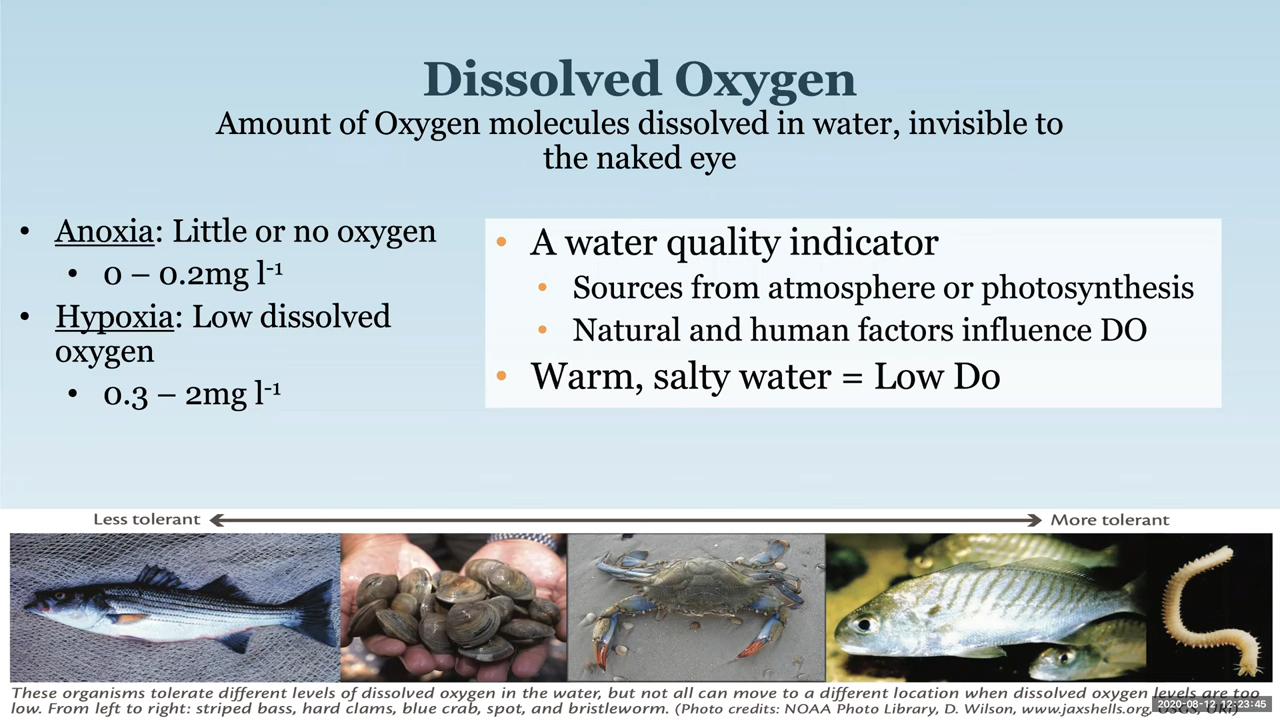 Dissolved Oxygen
Amount of Oxygen molecules dissolved in water, invisible to
the naked eye
• Anoxia: Little or no oxygen
• 0 – 0.2mg l⁻¹
• Hypoxia: Low dissolved
oxygen
• 0.3 – 2mg l⁻¹
• A water quality indicator
• Sources from atmosphere or photosynthesis
• Natural and human factors influence DO
• Warm, salty water = Low Do
Less tolerant
More tolerant
These organisms tolerate different levels of dissolved oxygen in the water, but not all can move to a different location when dissolved oxygen levels are too
low. From left to right: striped bass, hard clams, blue crab, spot, and bristleworm. (Photo credits: NOAA Photo Library, D. Wilson, www.jaxshells.org, USGS, URI)
2020-08-12 12:23:45